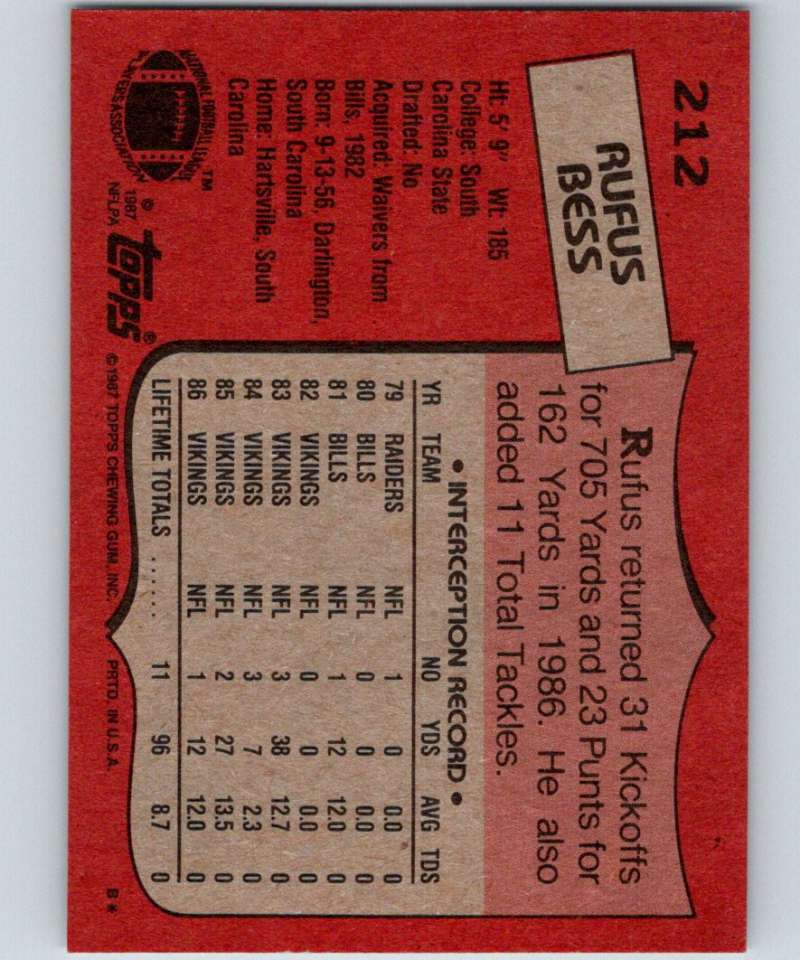 212
RUFUS
BESS
Ht: 5' 9" Wt: 185
College: South
Carolina State
Drafted: No
Acquired: Waivers from
Bills, 1982
Born: 9-13-56, Darlington,
South Carolina
Home: Hartsville, South
Carolina
NATIONAL FOOTBALL LEAGUE
PLAYERS ASSOCIATION
™
© 1987
NFLPA
topps®
© 1987 TOPPS CHEWING GUM, INC. PRTD. IN U.S.A. B*
Rufus returned 31 Kickoffs
for 705 Yards and 23 Punts for
162 Yards in 1986. He also
added 11 Total Tackles.
• INTERCEPTION RECORD •
YR TEAM NO YDS AVG TDS
79 RAIDERS NFL 1 0 0.0 0
80 BILLS NFL 0 0 0.0 0
81 BILLS NFL 1 12 12.0 0
82 VIKINGS NFL 0 0 0.0 0
83 VIKINGS NFL 3 38 12.7 0
84 VIKINGS NFL 3 7 2.3 0
85 VIKINGS NFL 2 27 13.5 0
86 VIKINGS NFL 1 12 12.0 0
LIFETIME TOTALS ...... 11 96 8.7 0